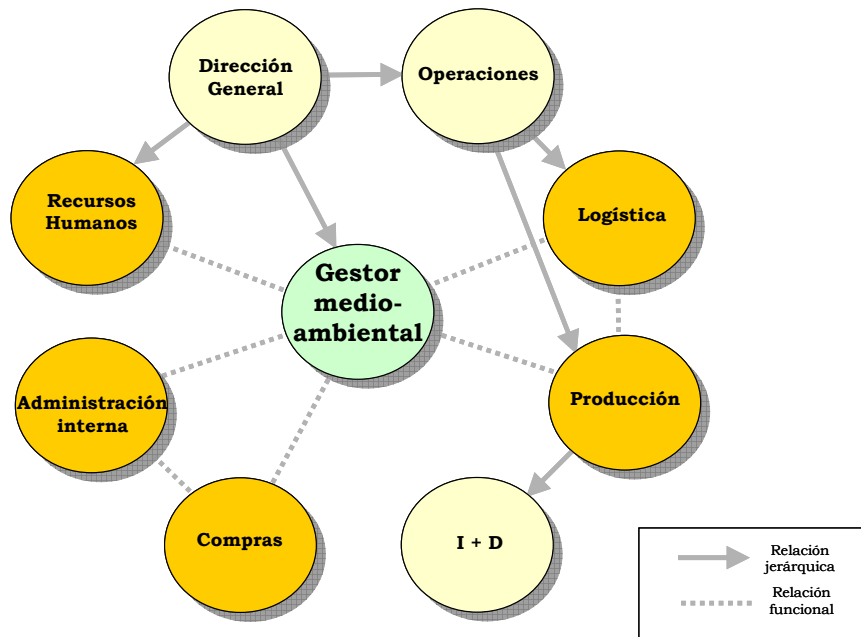 Dirección
General
Operaciones
Recursos
Humanos
Logística
Gestor
medio-
ambiental
Administración
interna
Producción
Compras
I + D
Relación
jerárquica
Relación
funcional